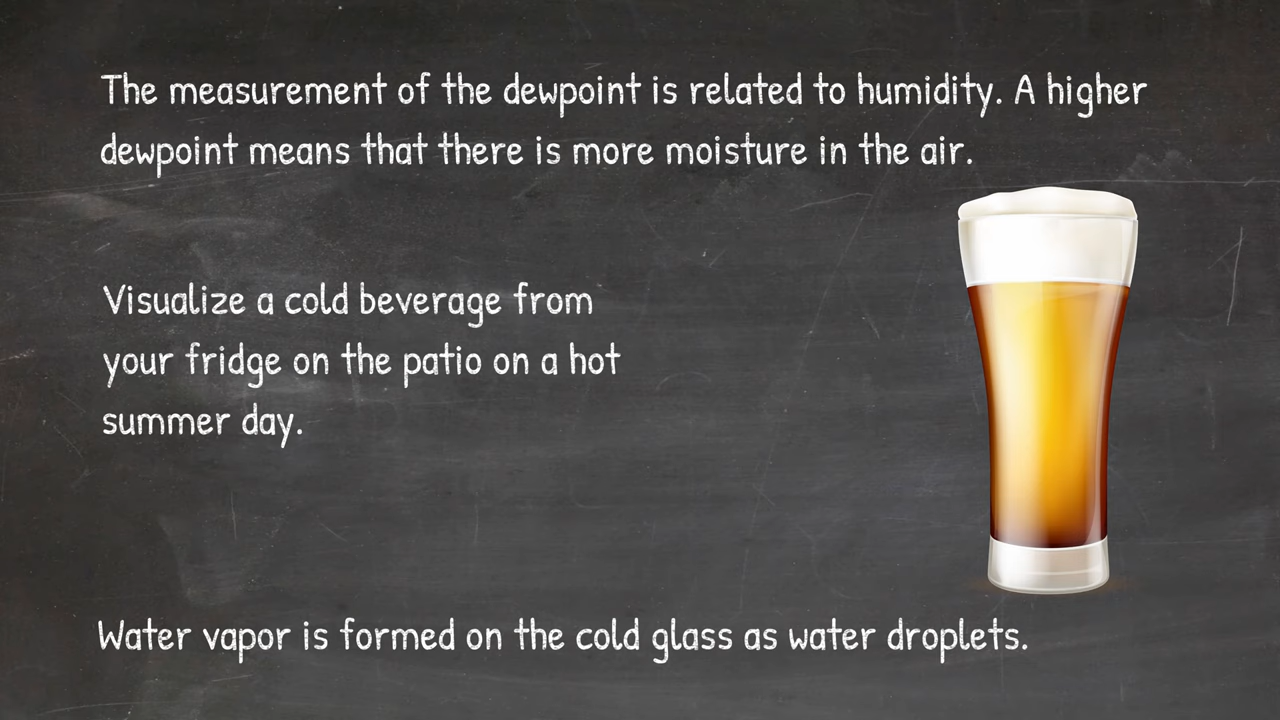 The measurement of the dewpoint is related to humidity. A higher
dewpoint means that there is more moisture in the air.
Visualize a cold beverage from
your fridge on the patio on a hot
summer day.
Water vapor is formed on the cold glass as water droplets.